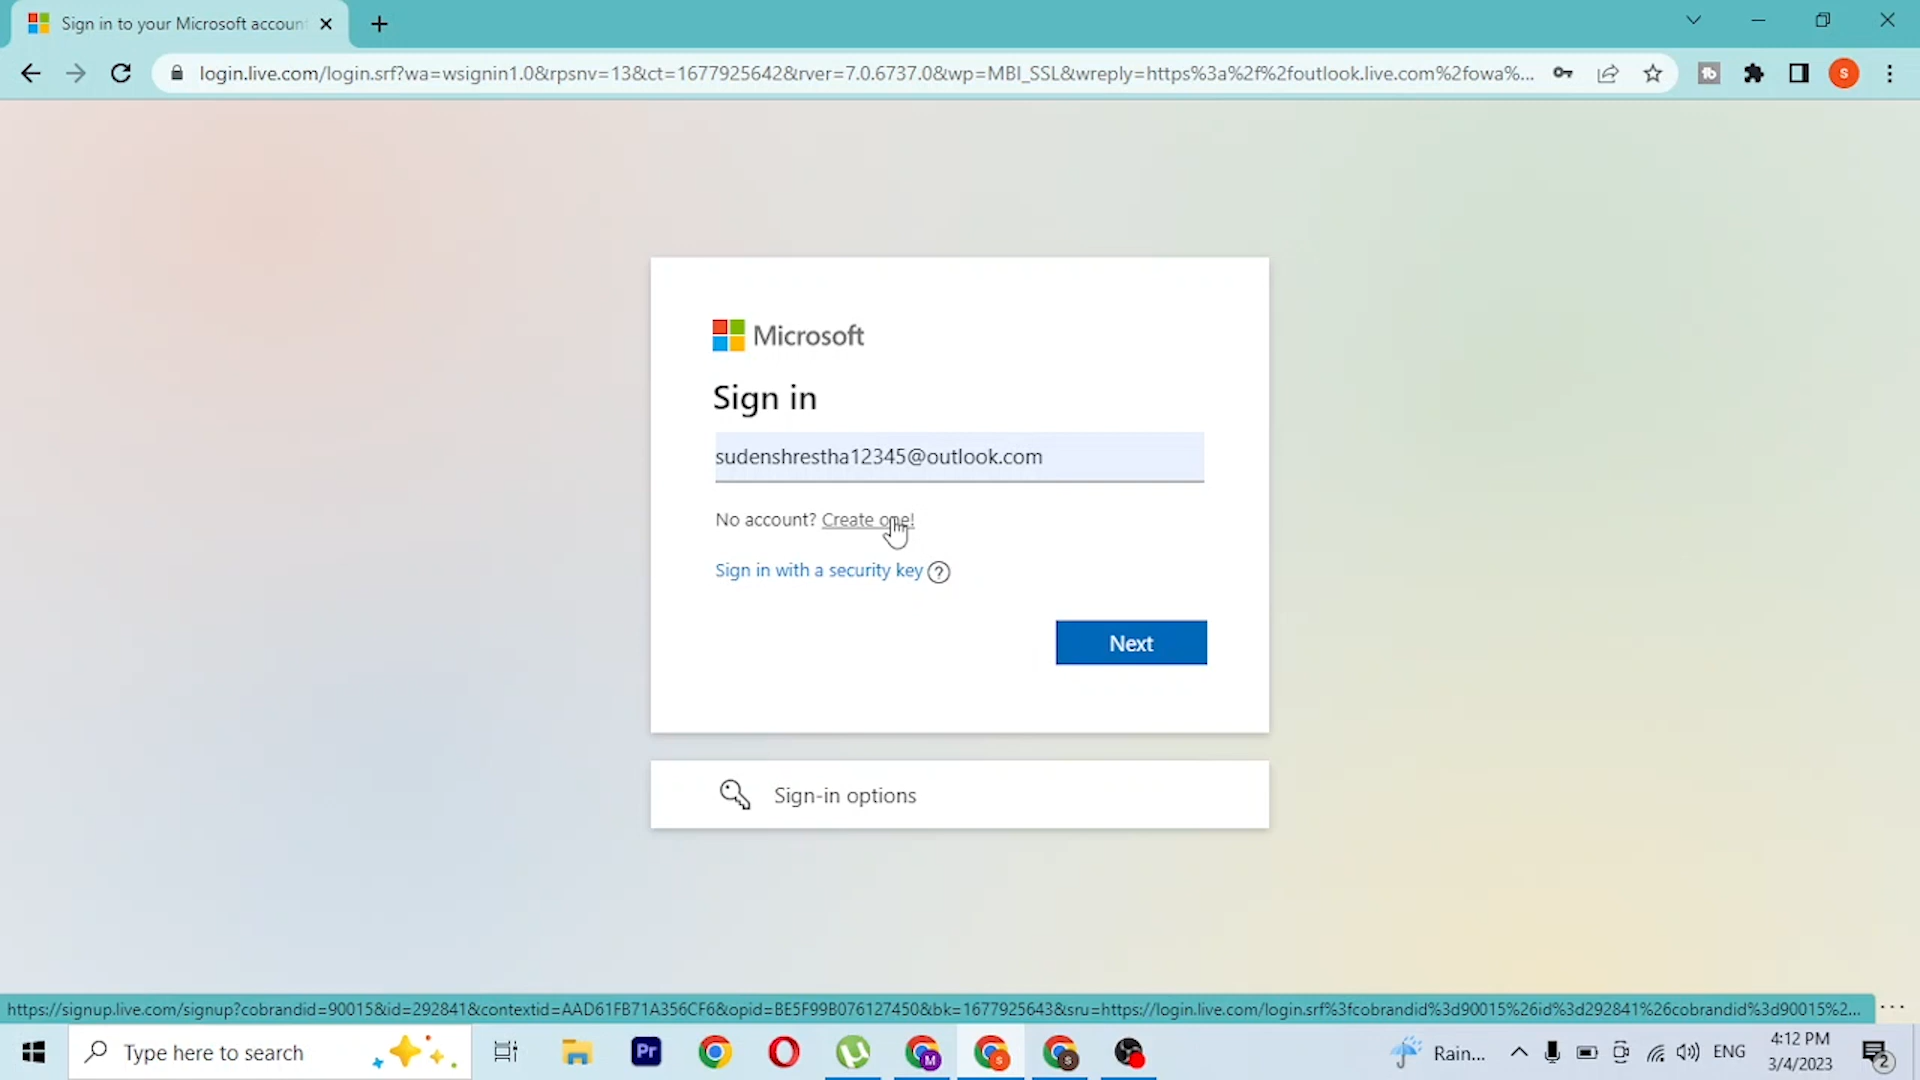 Sign in to your Microsoft accoun
login.live.com/login.srf?wa=wsignin1.0&rpsnv=13&ct=1677925642&rver=7.0.6737.0&wp=MBI_SSL&wreply=https%3a%2f%2foutlook.live.com%2fowa%...
S
Microsoft
Sign in
sudenshrestha12345@outlook.com
No account? Create one!
Sign in with a security key ?
Next
Sign-in options
https://signup.live.com/signup?cobrandid=90015&id=292841&contextid=AAD61FB71A356CF6&opid=BE5F99B076127450&bk=1677925643&sru=https://login.live.com/login.srf%3fcobrandid%3d90015%26id%3d292841%26cobrandid%3d90015%2...
Type here to search
Pr
M
S
S
Rain...
ENG
4:12 PM
3/4/2023
2